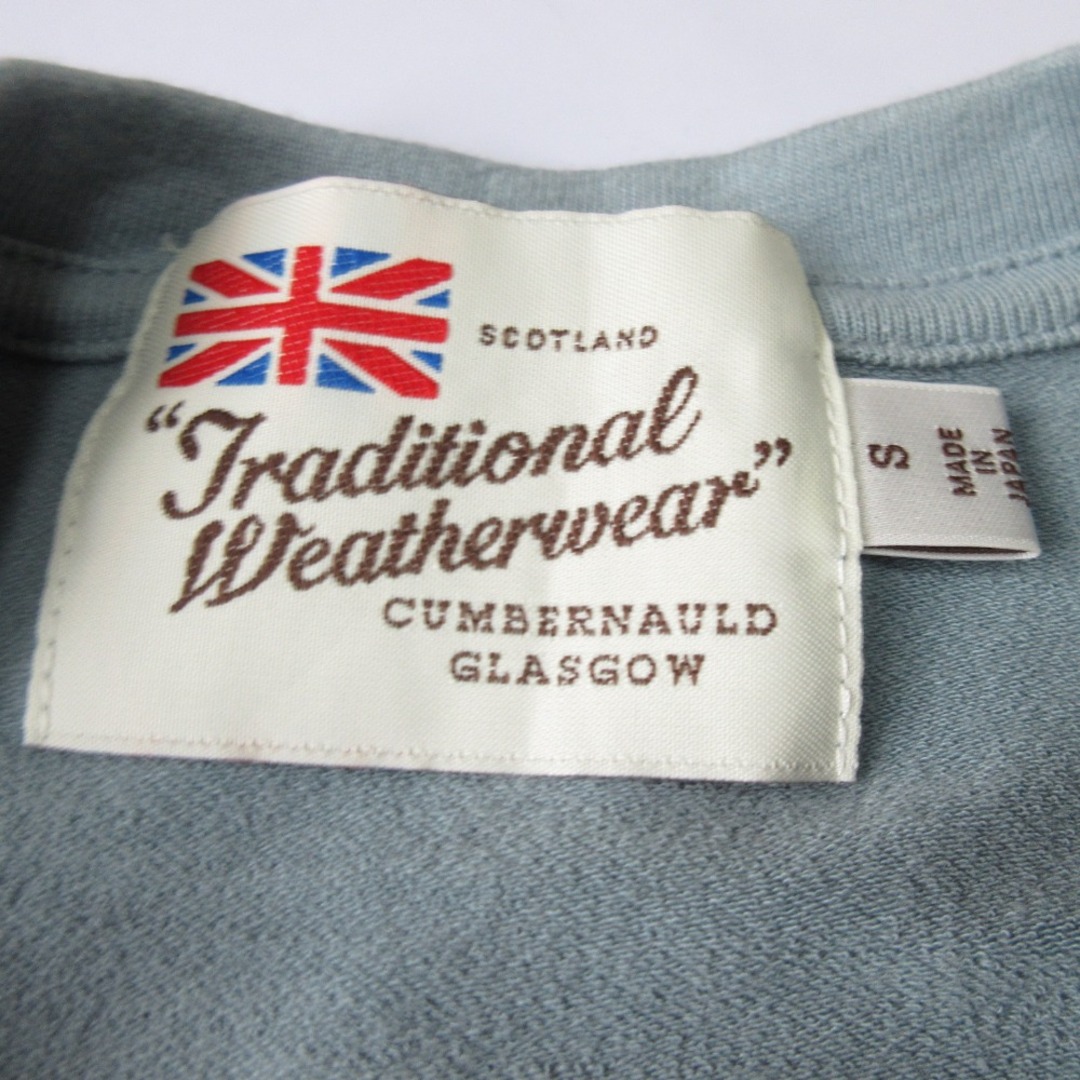 SCOTLAND
"Traditional
Weatherwear"
CUMBERNAULD
GLASGOW
S
MADE
IN
JAPAN